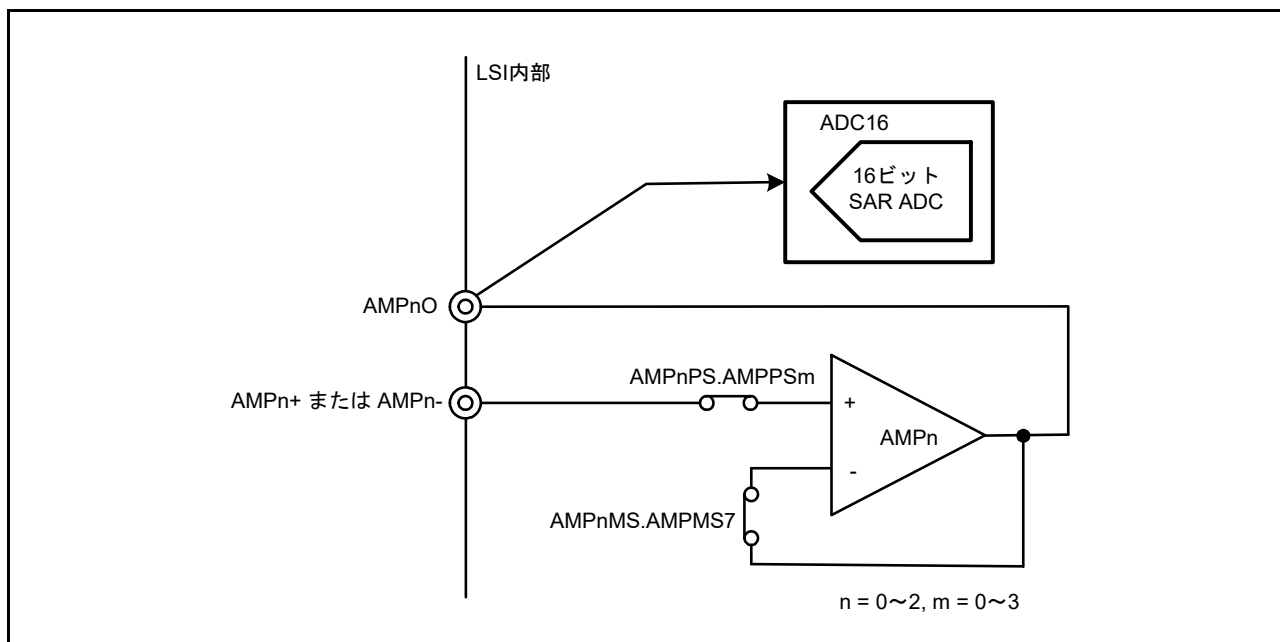 LSI内部
ADC16
16ビット
SAR ADC
AMPnO
AMPnPS.AMPPSm
AMPn+ または AMPn-
+
AMPn
-
AMPnMS.AMPMS7
n = 0～2, m = 0～3